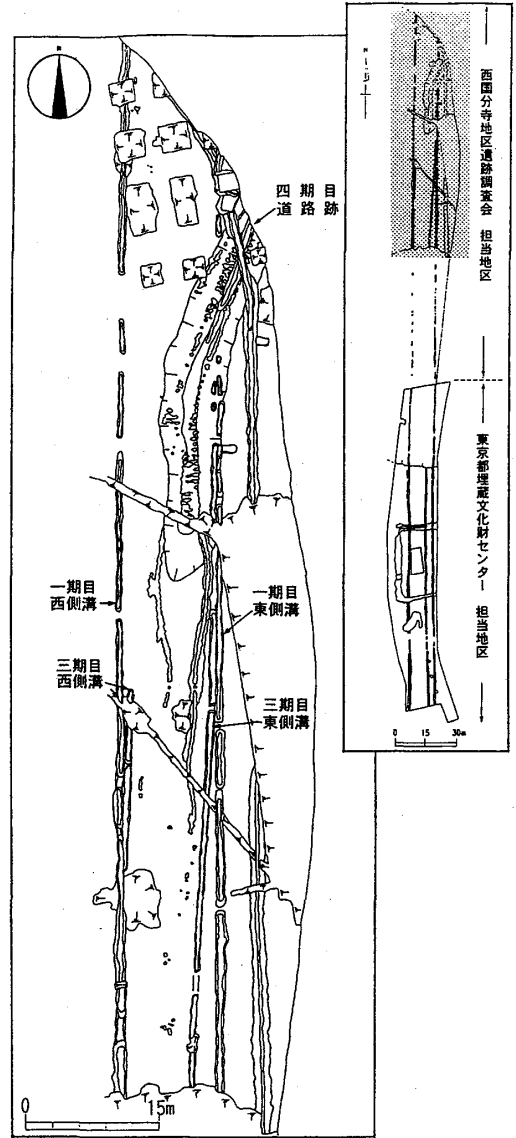 四期目
道路跡
一期目
西側溝
一期目
東側溝
三期目
西側溝
三期目
東側溝
0
15m
西国分寺地区遺跡調査会 担当地区
東京都埋蔵文化財センター 担当地区
0 15 30m